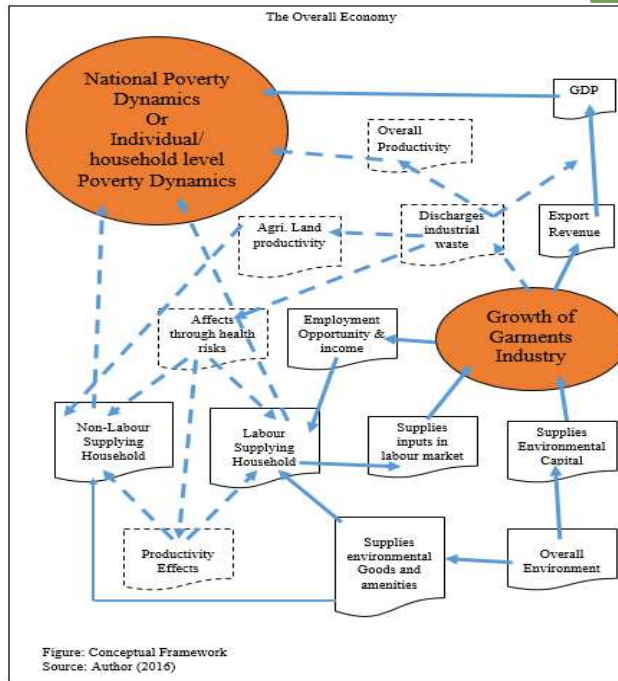 The Overall Economy
National Poverty
Dynamics
Or
Individual/
household level
Poverty Dynamics
GDP
Overall
Productivity
Agri. Land
productivity
Discharges
industrial
waste
Export
Revenue
Affects
through health
risks
Employment
Opportunity &
income
Growth of
Garments
Industry
Non-Labour
Supplying
Household
Labour
Supplying
Household
Supplies
inputs in
labour market
Supplies
Environmental
Capital
Productivity
Effects
Supplies
environmental
Goods and
amenities
Overall
Environment
Figure: Conceptual Framework
Source: Author (2016)